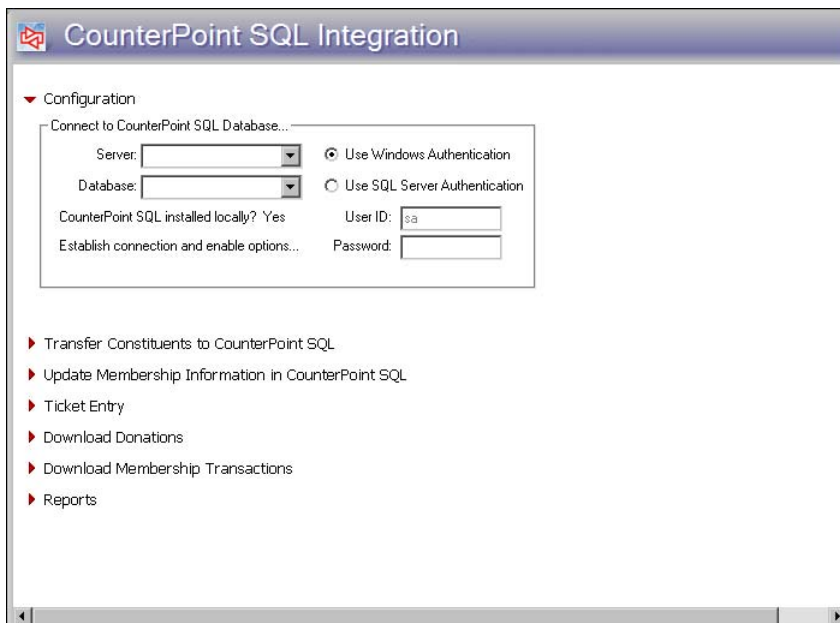 CounterPoint SQL Integration
Configuration
Connect to CounterPoint SQL Database...
Server:
Use Windows Authentication
Database:
Use SQL Server Authentication
CounterPoint SQL installed locally? Yes
User ID: sa
Establish connection and enable options...
Password:
Transfer Constituents to CounterPoint SQL
Update Membership Information in CounterPoint SQL
Ticket Entry
Download Donations
Download Membership Transactions
Reports